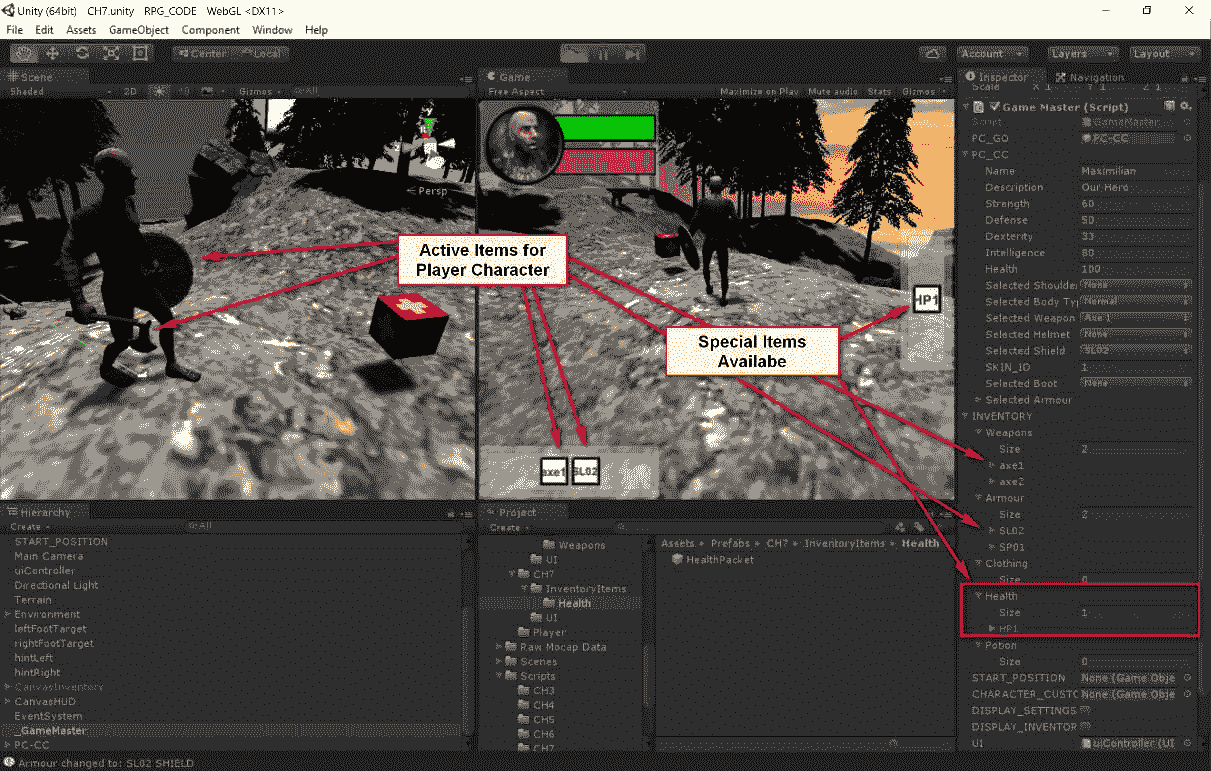 Unity (64bit) CH7.unity RPG_CODE WebGL <DX11>
File Edit Assets GameObject Component Window Help
Center Local
Account Layers Layout
Scene
Shaded 2D Gizmos All
Persp
Game
Free Aspect Maximize on Play Mute audio Stats Gizmos
Active Items for
Player Character
Special Items
Availabe
HP1
axe1 SL02
Inspector Navigation
Scale X 1 Y 1 Z 1
Game Master (Script)
Script GameMaster
PC_GO PC-CC
PC_CC
Name Maximilian
Description Our Hero
Strength 60
Defense 50
Dexterity 33
Intelligence 80
Health 100
Selected Shoulder None
Selected Body Typ Normal
Selected Weapon Axe 1
Selected Helmet None
Selected Shield SL02
SKIN_ID 1
Selected Boot None
Selected Armour
INVENTORY
Weapons
Size 2
axe1
axe2
Armour
Size 2
SL02
SP01
Clothing
Size 0
Health
Size 1
HP1
Potion
Size 0
START_POSITION None (Game Obje
CHARACTER_CUSTO None (Game Obje
DISPLAY_SETTINGS
DISPLAY_INVENTOR
UI uiController (UI
Hierarchy
Create All
START_POSITION
Main Camera
uiController
Directional Light
Terrain
Environment
leftFootTarget
rightFootTarget
hintLeft
hintRight
CanvasInventory
CanvasHUD
EventSystem
_GameMaster
PC-CC
Project
Create
Weapons
UI
CH7
InventoryItems
Health
UI
Player
Raw Mocap Data
Scenes
Scripts
CH3
CH4
CH5
CH6
CH7
Assets Prefabs CH7 InventoryItems Health
HealthPacket
Armour changed to: SL02 SHIELD